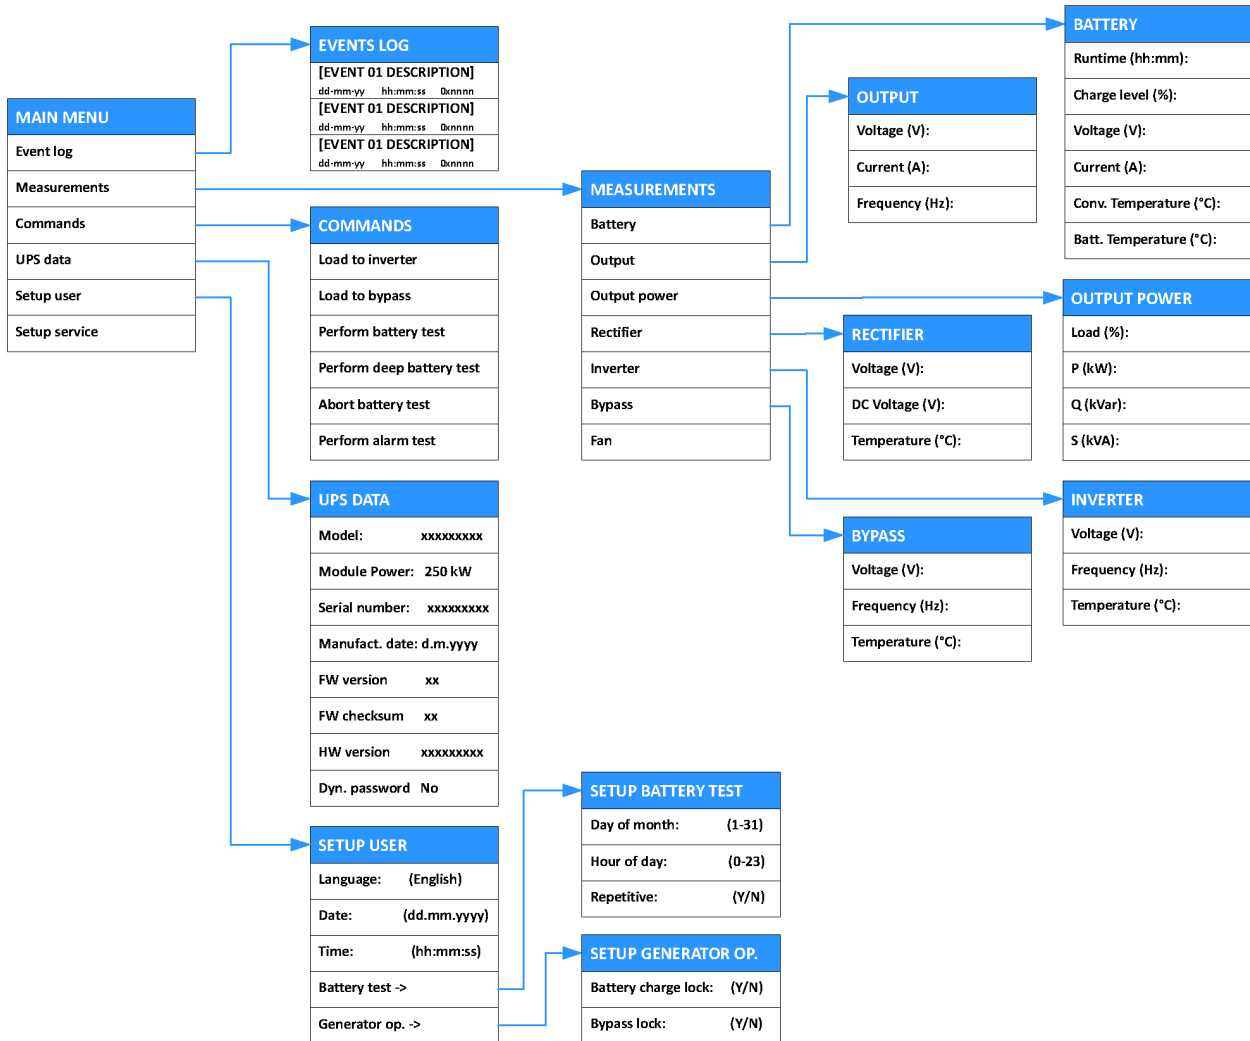 MAIN MENU
Event log
Measurements
Commands
UPS data
Setup user
Setup service
EVENTS LOG
[EVENT 01 DESCRIPTION]
dd-mm-yy hh:mm:ss 0xnnnn
[EVENT 01 DESCRIPTION]
dd-mm-yy hh:mm:ss 0xnnnn
[EVENT 01 DESCRIPTION]
dd-mm-yy hh:mm:ss 0xnnnn
COMMANDS
Load to inverter
Load to bypass
Perform battery test
Perform deep battery test
Abort battery test
Perform alarm test
UPS DATA
Model: xxxxxxxxx
Module Power: 250 kW
Serial number: xxxxxxxxx
Manufact. date: d.m.yyyy
FW version xx
FW checksum xx
HW version xxxxxxxxx
Dyn. password No
SETUP USER
Language: (English)
Date: (dd.mm.yyyy)
Time: (hh:mm:ss)
Battery test ->
Generator op. ->
MEASUREMENTS
Battery
Output
Output power
Rectifier
Inverter
Bypass
Fan
SETUP BATTERY TEST
Day of month: (1-31)
Hour of day: (0-23)
Repetitive: (Y/N)
SETUP GENERATOR OP.
Battery charge lock: (Y/N)
Bypass lock: (Y/N)
OUTPUT
Voltage (V):
Current (A):
Frequency (Hz):
RECTIFIER
Voltage (V):
DC Voltage (V):
Temperature (°C):
BYPASS
Voltage (V):
Frequency (Hz):
Temperature (°C):
BATTERY
Runtime (hh:mm):
Charge level (%):
Voltage (V):
Current (A):
Conv. Temperature (°C):
Batt. Temperature (°C):
OUTPUT POWER
Load (%):
P (kW):
Q (kVar):
S (kVA):
INVERTER
Voltage (V):
Frequency (Hz):
Temperature (°C):